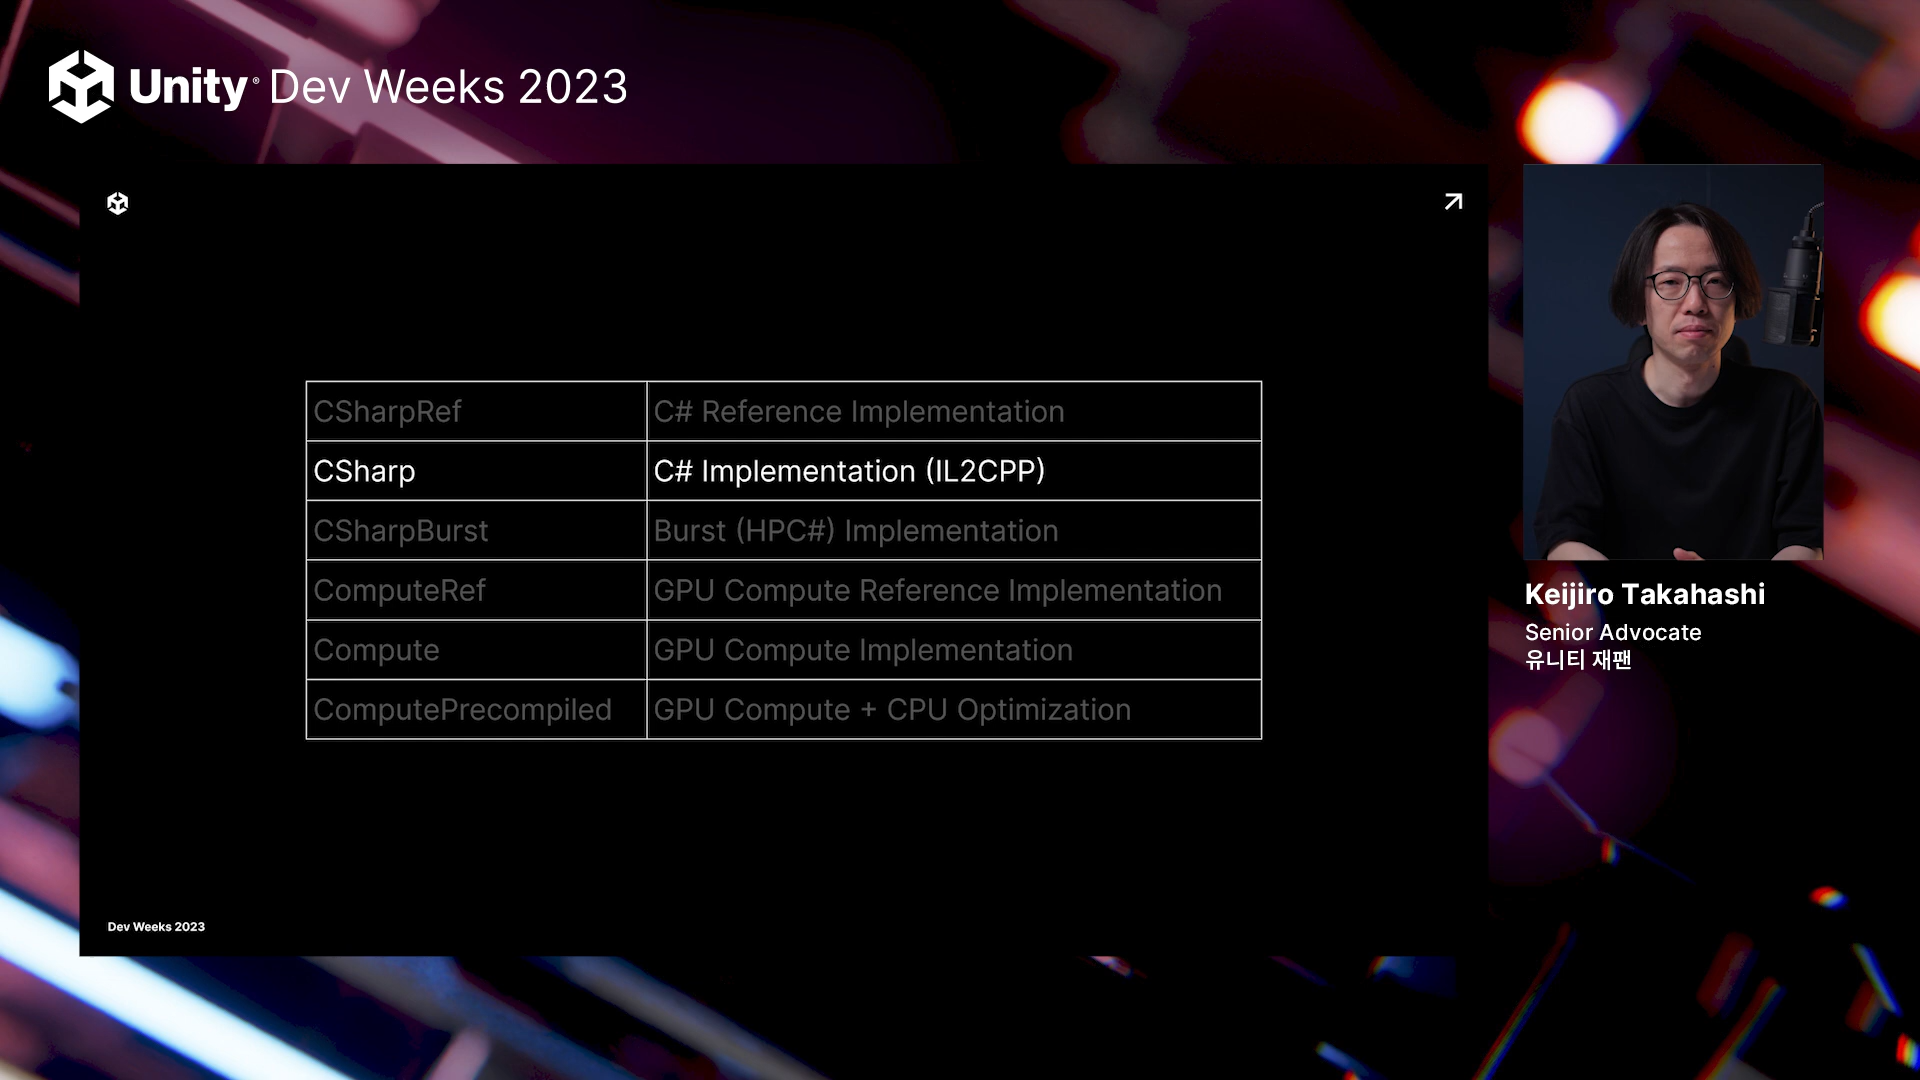 Unity® Dev Weeks 2023
CSharpRef C# Reference Implementation
CSharp C# Implementation (IL2CPP)
CSharpBurst Burst (HPC#) Implementation
ComputeRef GPU Compute Reference Implementation
Compute GPU Compute Implementation
ComputePrecompiled GPU Compute + CPU Optimization
Dev Weeks 2023
Keijiro Takahashi
Senior Advocate
유니티 재팬